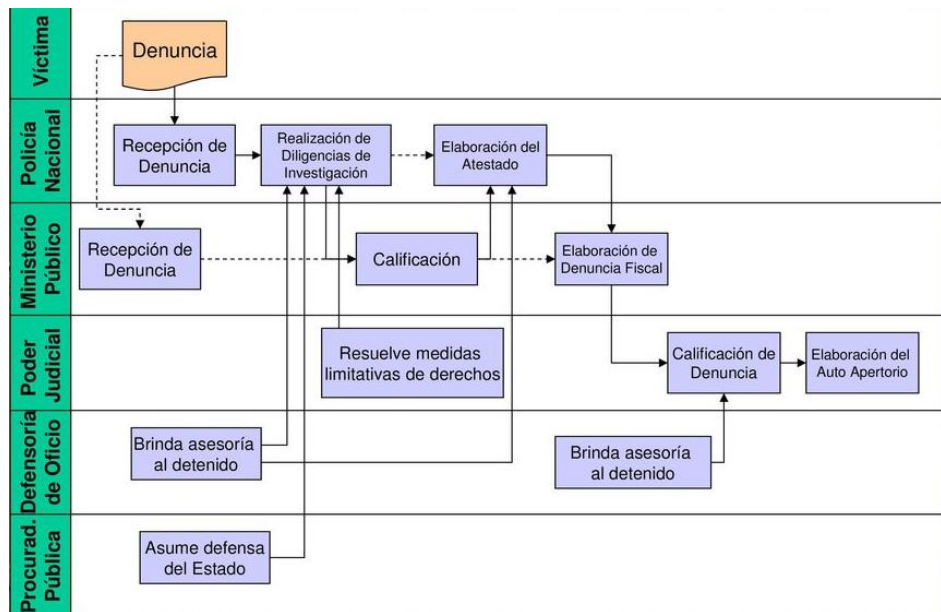 Víctima
Denuncia
Policía
Nacional
Recepción de
Denuncia
Realización de
Diligencias de
Investigación
Elaboración del
Atestado
Ministerio
Público
Recepción de
Denuncia
Calificación
Elaboración de
Denuncia Fiscal
Poder
Judicial
Resuelve medidas
limitativas de derechos
Calificación de
Denuncia
Elaboración del
Auto Apertorio
Defensoría
de Oficio
Brinda asesoría
al detenido
Brinda asesoría
al detenido
Procurad.
Pública
Asume defensa
del Estado